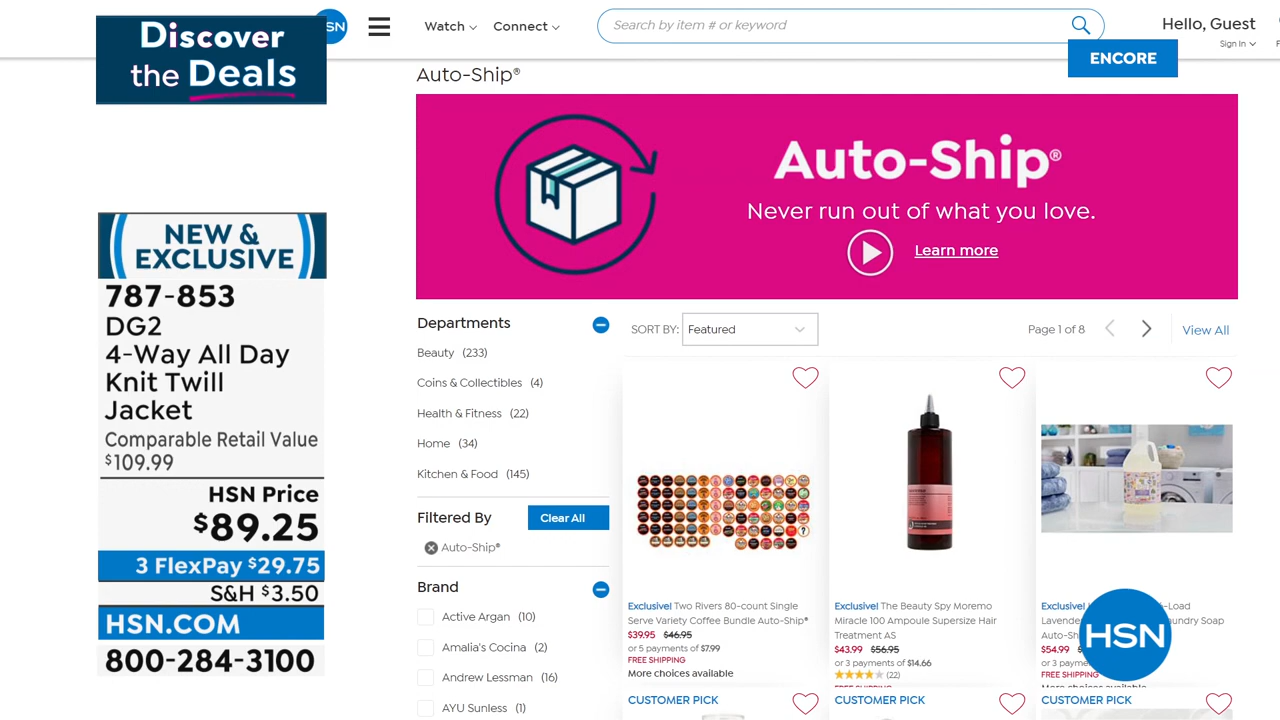 Discover
the Deals
HSN
Watch
Connect
Search by item # or keyword
Hello, Guest
Sign In
ENCORE
Auto-Ship®
Auto-Ship®
Never run out of what you love.
Learn more
NEW &
EXCLUSIVE
787-853
DG2
4-Way All Day
Knit Twill
Jacket
Comparable Retail Value
$109.99
HSN Price
$89.25
3 FlexPay $29.75
S&H $3.50
HSN.COM
800-284-3100
Departments
Beauty (233)
Coins & Collectibles (4)
Health & Fitness (22)
Home (34)
Kitchen & Food (145)
Filtered By
Clear All
Auto-Ship®
Brand
Active Argan (10)
Amalia's Cocina (2)
Andrew Lessman (16)
AYU Sunless (1)
SORT BY: Featured
Page 1 of 8
View All
Exclusive! Two Rivers 80-count Single
Serve Variety Coffee Bundle Auto-Ship®
$39.95 $46.95
or 5 payments of $7.99
FREE SHIPPING
More choices available
CUSTOMER PICK
Exclusive! The Beauty Spy Moremo
Miracle 100 Ampoule Supersize Hair
Treatment AS
$43.99 $56.95
or 3 payments of $14.66
(22)
FREE SHIPPING
CUSTOMER PICK
Exclusive!
Auto-Sh
$54.99
or 3 payme
FREE SHIPPING
More choices available
CUSTOMER PICK
HSN